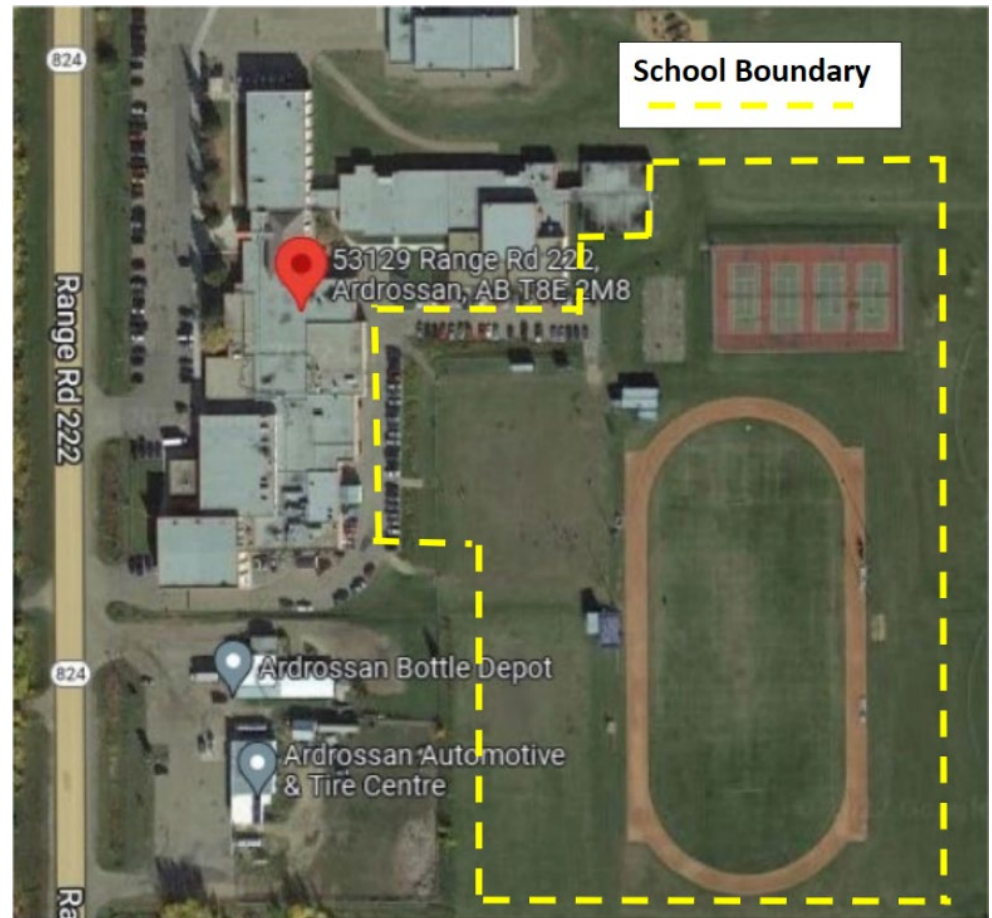 824
School Boundary
53129 Range Rd 222,
Ardrossan, AB T8E 2M8
Range Rd 222
824
Ardrossan Bottle Depot
Ardrossan Automotive
& Tire Centre
Ra